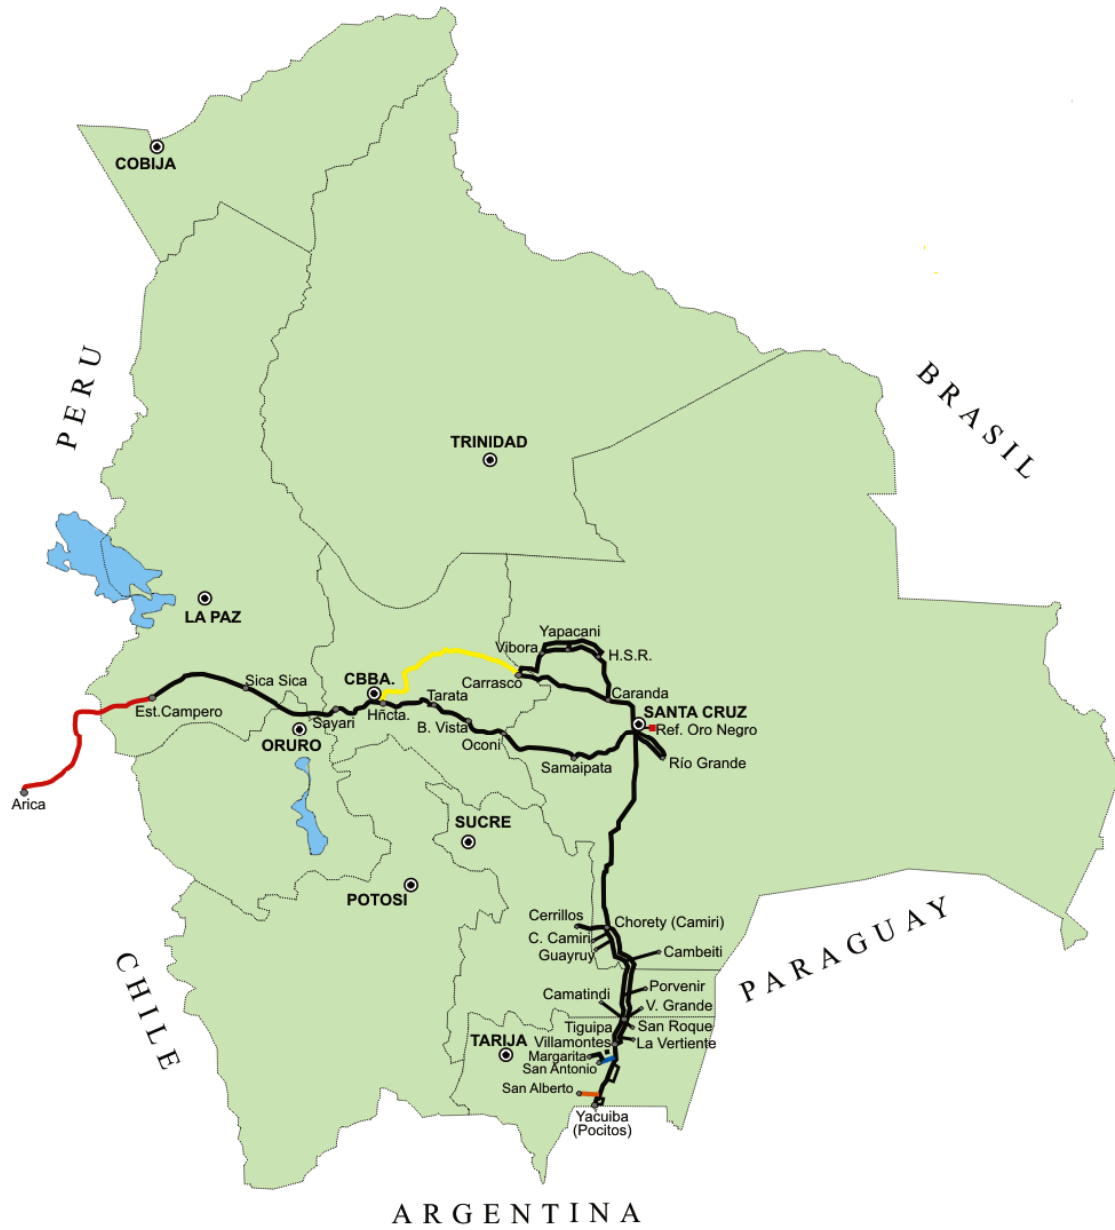 COBIJA
PERU
BRASIL
TRINIDAD
LA PAZ
Yapacani
Vibora
H.S.R.
CBBA.
Carrasco
Sica Sica
Caranda
Tarata
Est.Campero
Hñcta.
SANTA CRUZ
Sayari
B. Vista
Ref. Oro Negro
ORURO
Oconi
Samaipata
Río Grande
Arica
SUCRE
POTOSI
Cerrillos
Chorety (Camiri)
C. Camiri
Guayruy
Cambeiti
PARAGUAY
CHILE
Porvenir
Camatindi
V. Grande
Tiguipa
San Roque
TARIJA
Villamontes
La Vertiente
Margarita
San Antonio
San Alberto
Yacuiba
(Pocitos)
ARGENTINA